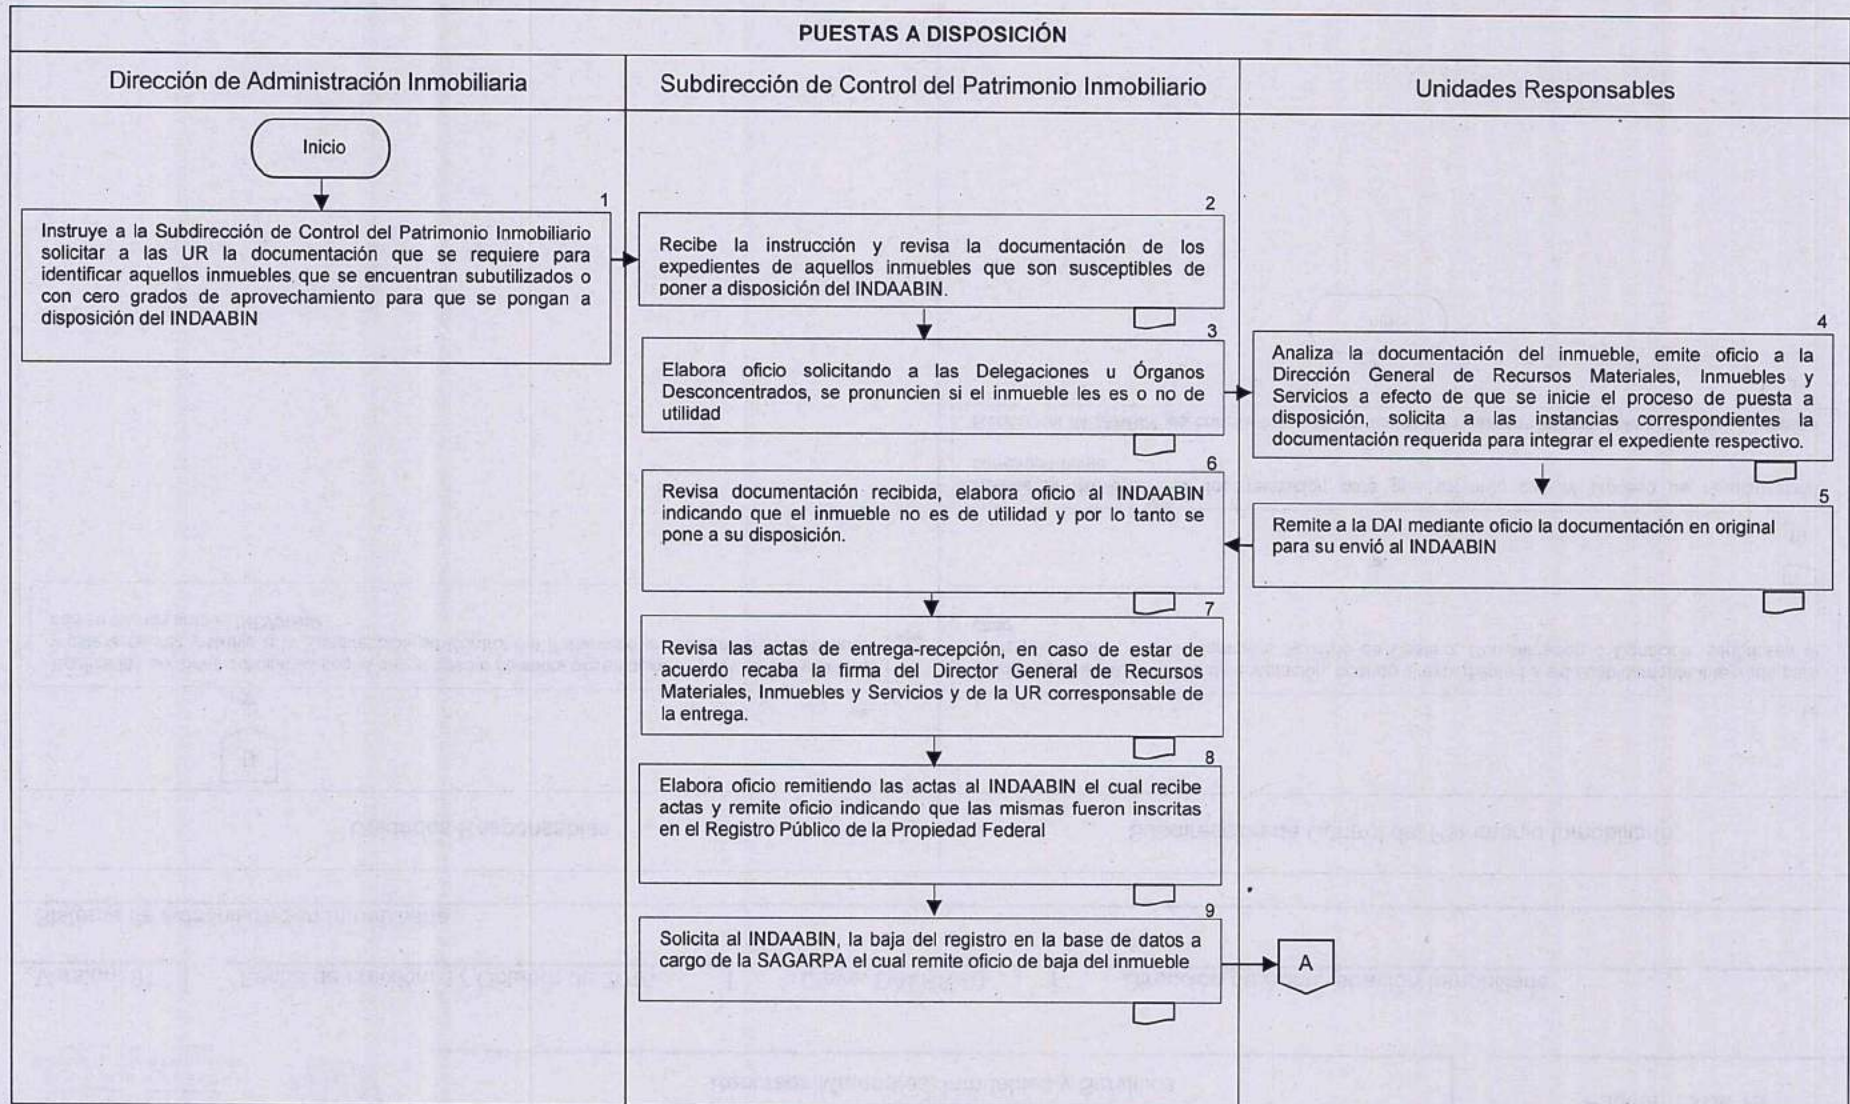 PUESTAS A DISPOSICIÓN
Dirección de Administración Inmobiliaria
Subdirección de Control del Patrimonio Inmobiliario
Unidades Responsables
Inicio
1
Instruye a la Subdirección de Control del Patrimonio Inmobiliario
solicitar a las UR la documentación que se requiere para
identificar aquellos inmuebles que se encuentran subutilizados o
con cero grados de aprovechamiento para que se pongan a
disposición del INDAABIN
2
Recibe la instrucción y revisa la documentación de los
expedientes de aquellos inmuebles que son susceptibles de
poner a disposición del INDAABIN.
3
Elabora oficio solicitando a las Delegaciones u Órganos
Desconcentrados, se pronuncien si el inmueble les es o no de
utilidad
4
Analiza la documentación del inmueble, emite oficio a la
Dirección General de Recursos Materiales, Inmuebles y
Servicios a efecto de que se inicie el proceso de puesta a
disposición, solicita a las instancias correspondientes la
documentación requerida para integrar el expediente respectivo.
5
Remite a la DAI mediante oficio la documentación en original
para su envió al INDAABIN
6
Revisa documentación recibida, elabora oficio al INDAABIN
indicando que el inmueble no es de utilidad y por lo tanto se
pone a su disposición.
7
Revisa las actas de entrega-recepción, en caso de estar de
acuerdo recaba la firma del Director General de Recursos
Materiales, Inmuebles y Servicios y de la UR corresponsable de
la entrega.
8
Elabora oficio remitiendo las actas al INDAABIN el cual recibe
actas y remite oficio indicando que las mismas fueron inscritas
en el Registro Público de la Propiedad Federal
9
Solicita al INDAABIN, la baja del registro en la base de datos a
cargo de la SAGARPA el cual remite oficio de baja del inmueble
A